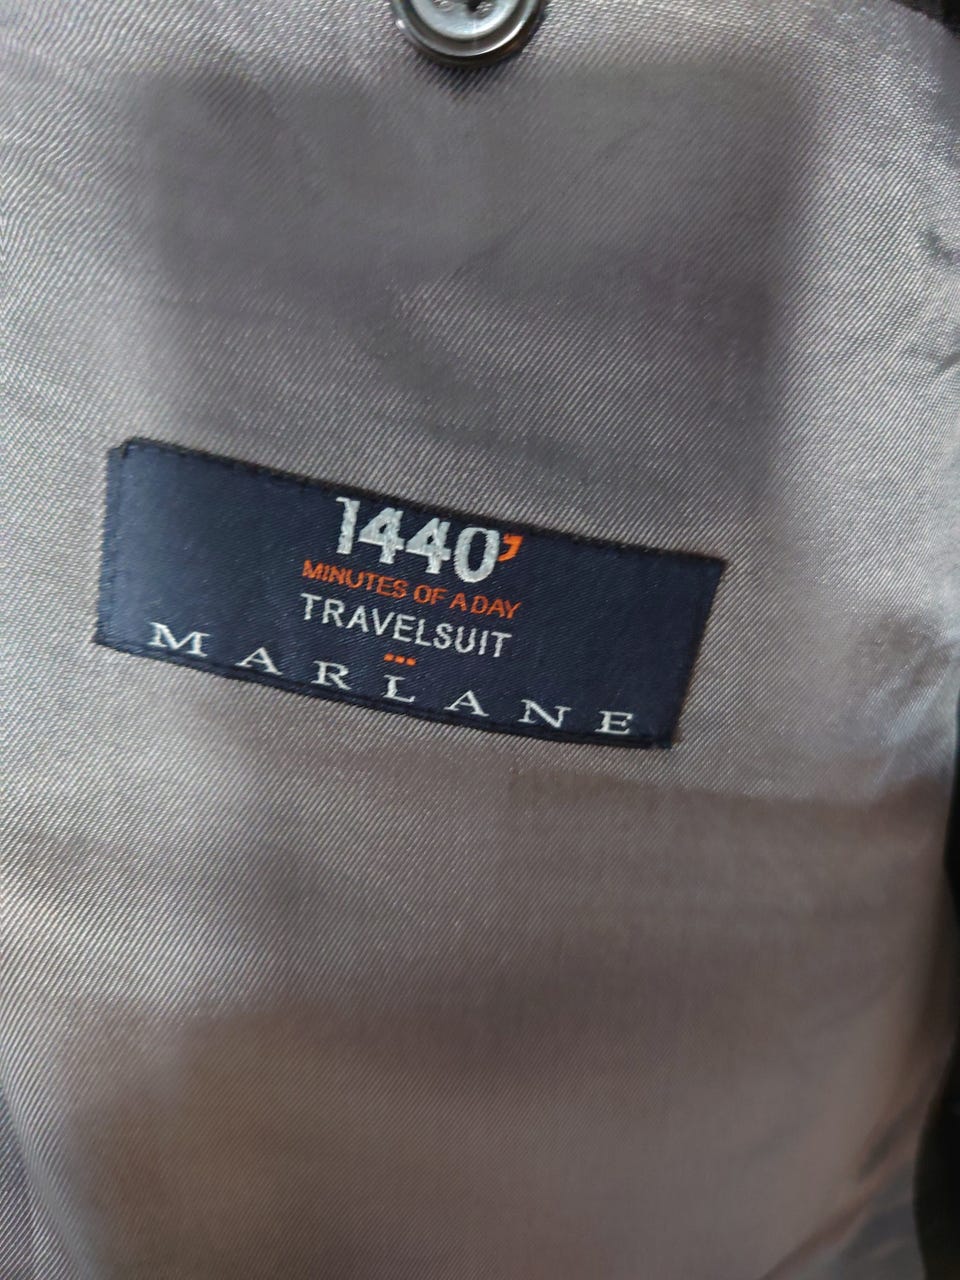 1440’
MINUTES OF A DAY
TRAVELSUIT
MARLANE